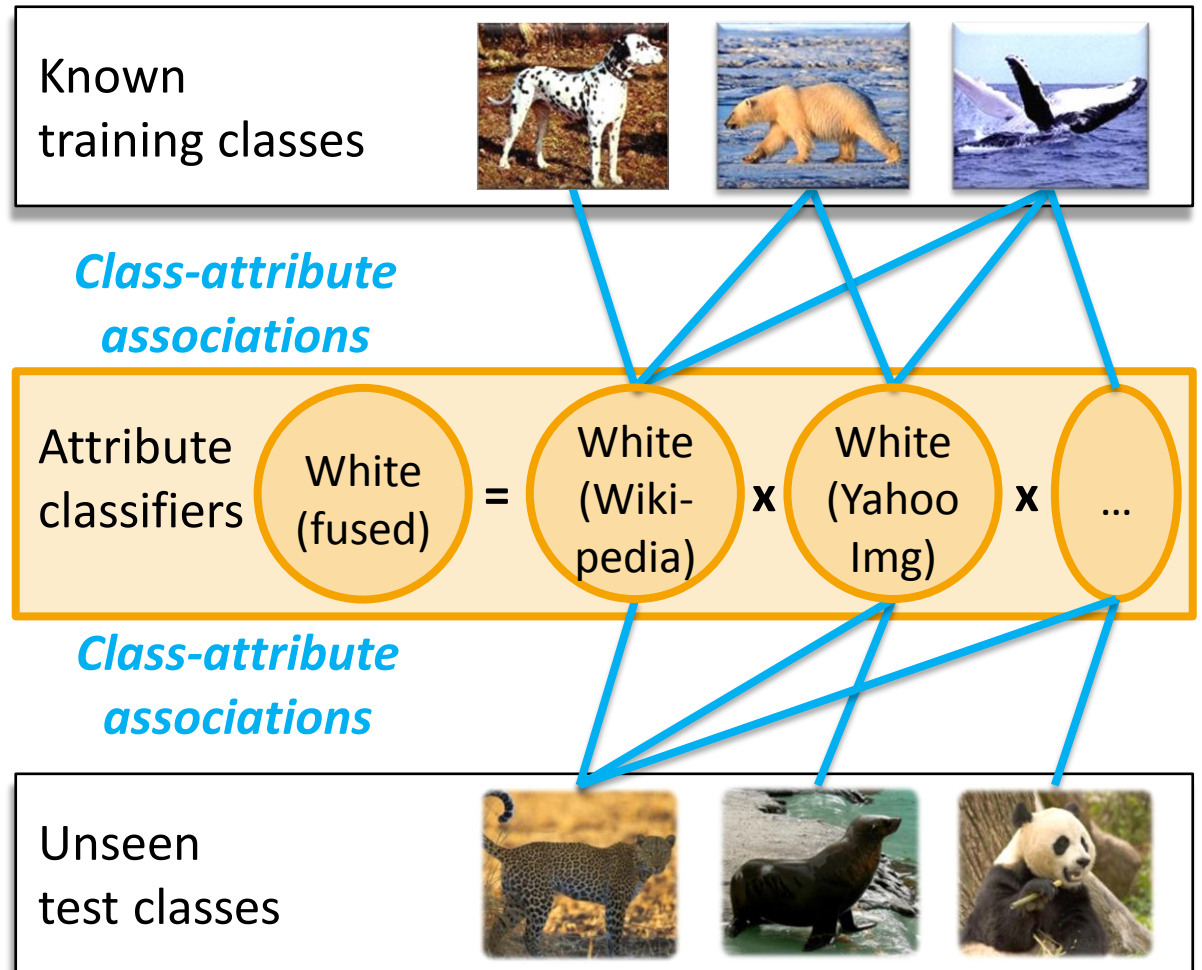 Known
training classes
Class-attribute
associations
Attribute
classifiers
White
(fused)
=
White
(Wiki-
pedia)
x
White
(Yahoo
Img)
x
...
Class-attribute
associations
Unseen
test classes